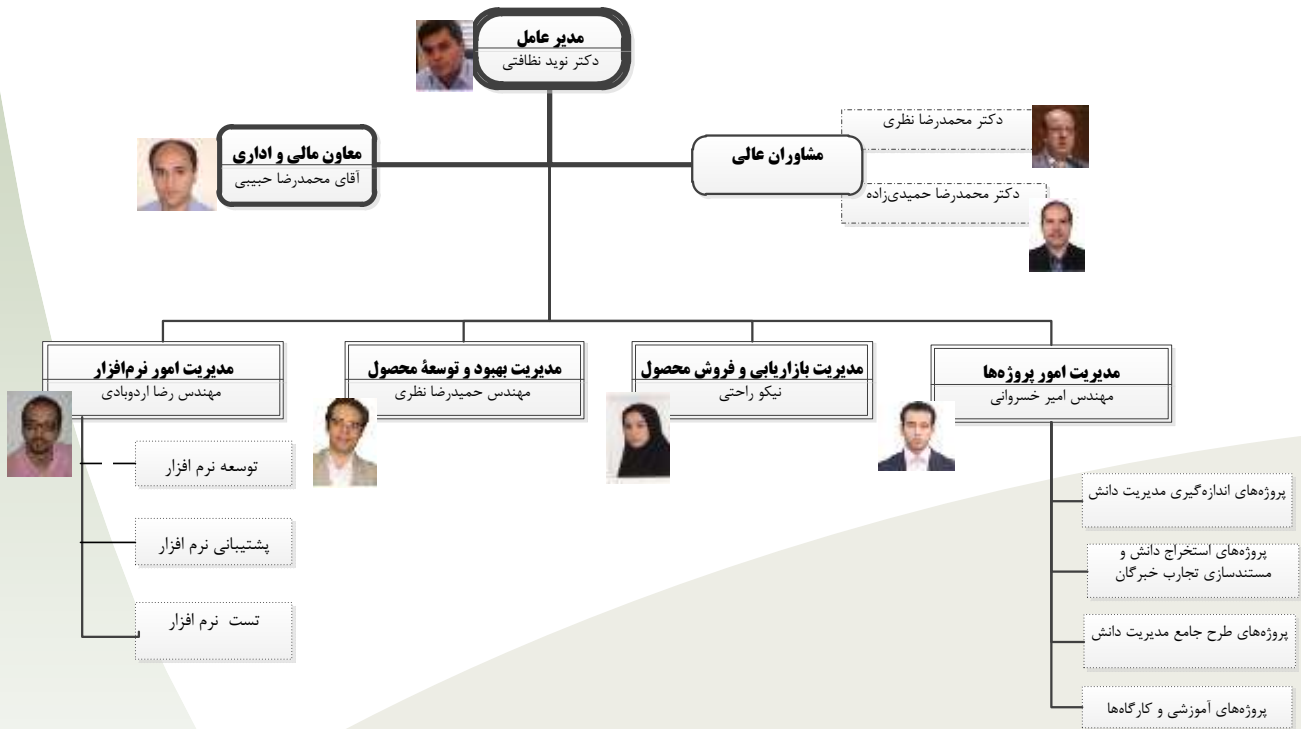 مدیر عامل
دکتر نوید نظافتی
دکتر محمدرضا نظری
مشاوران عالی
دکتر محمدرضا حمیدی‌زاده
معاون مالی و اداری
آقای محمدرضا حبیبی
مدیریت امور پروژه‌ها
مهندس امیر خسروانی
مدیریت بازاریابی و فروش محصول
نیکو راحتی
مدیریت بهبود و توسعهٔ محصول
مهندس حمیدرضا نظری
مدیریت امور نرم‌افزار
مهندس رضا اردوبادی
پروژه‌های اندازه‌گیری مدیریت دانش
پروژه‌های استخراج دانش و
مستندسازی تجارب خبرگان
پروژه‌های طرح جامع مدیریت دانش
پروژه‌های آموزشی و کارگاه‌ها
توسعه نرم افزار
پشتیبانی نرم افزار
تست نرم افزار